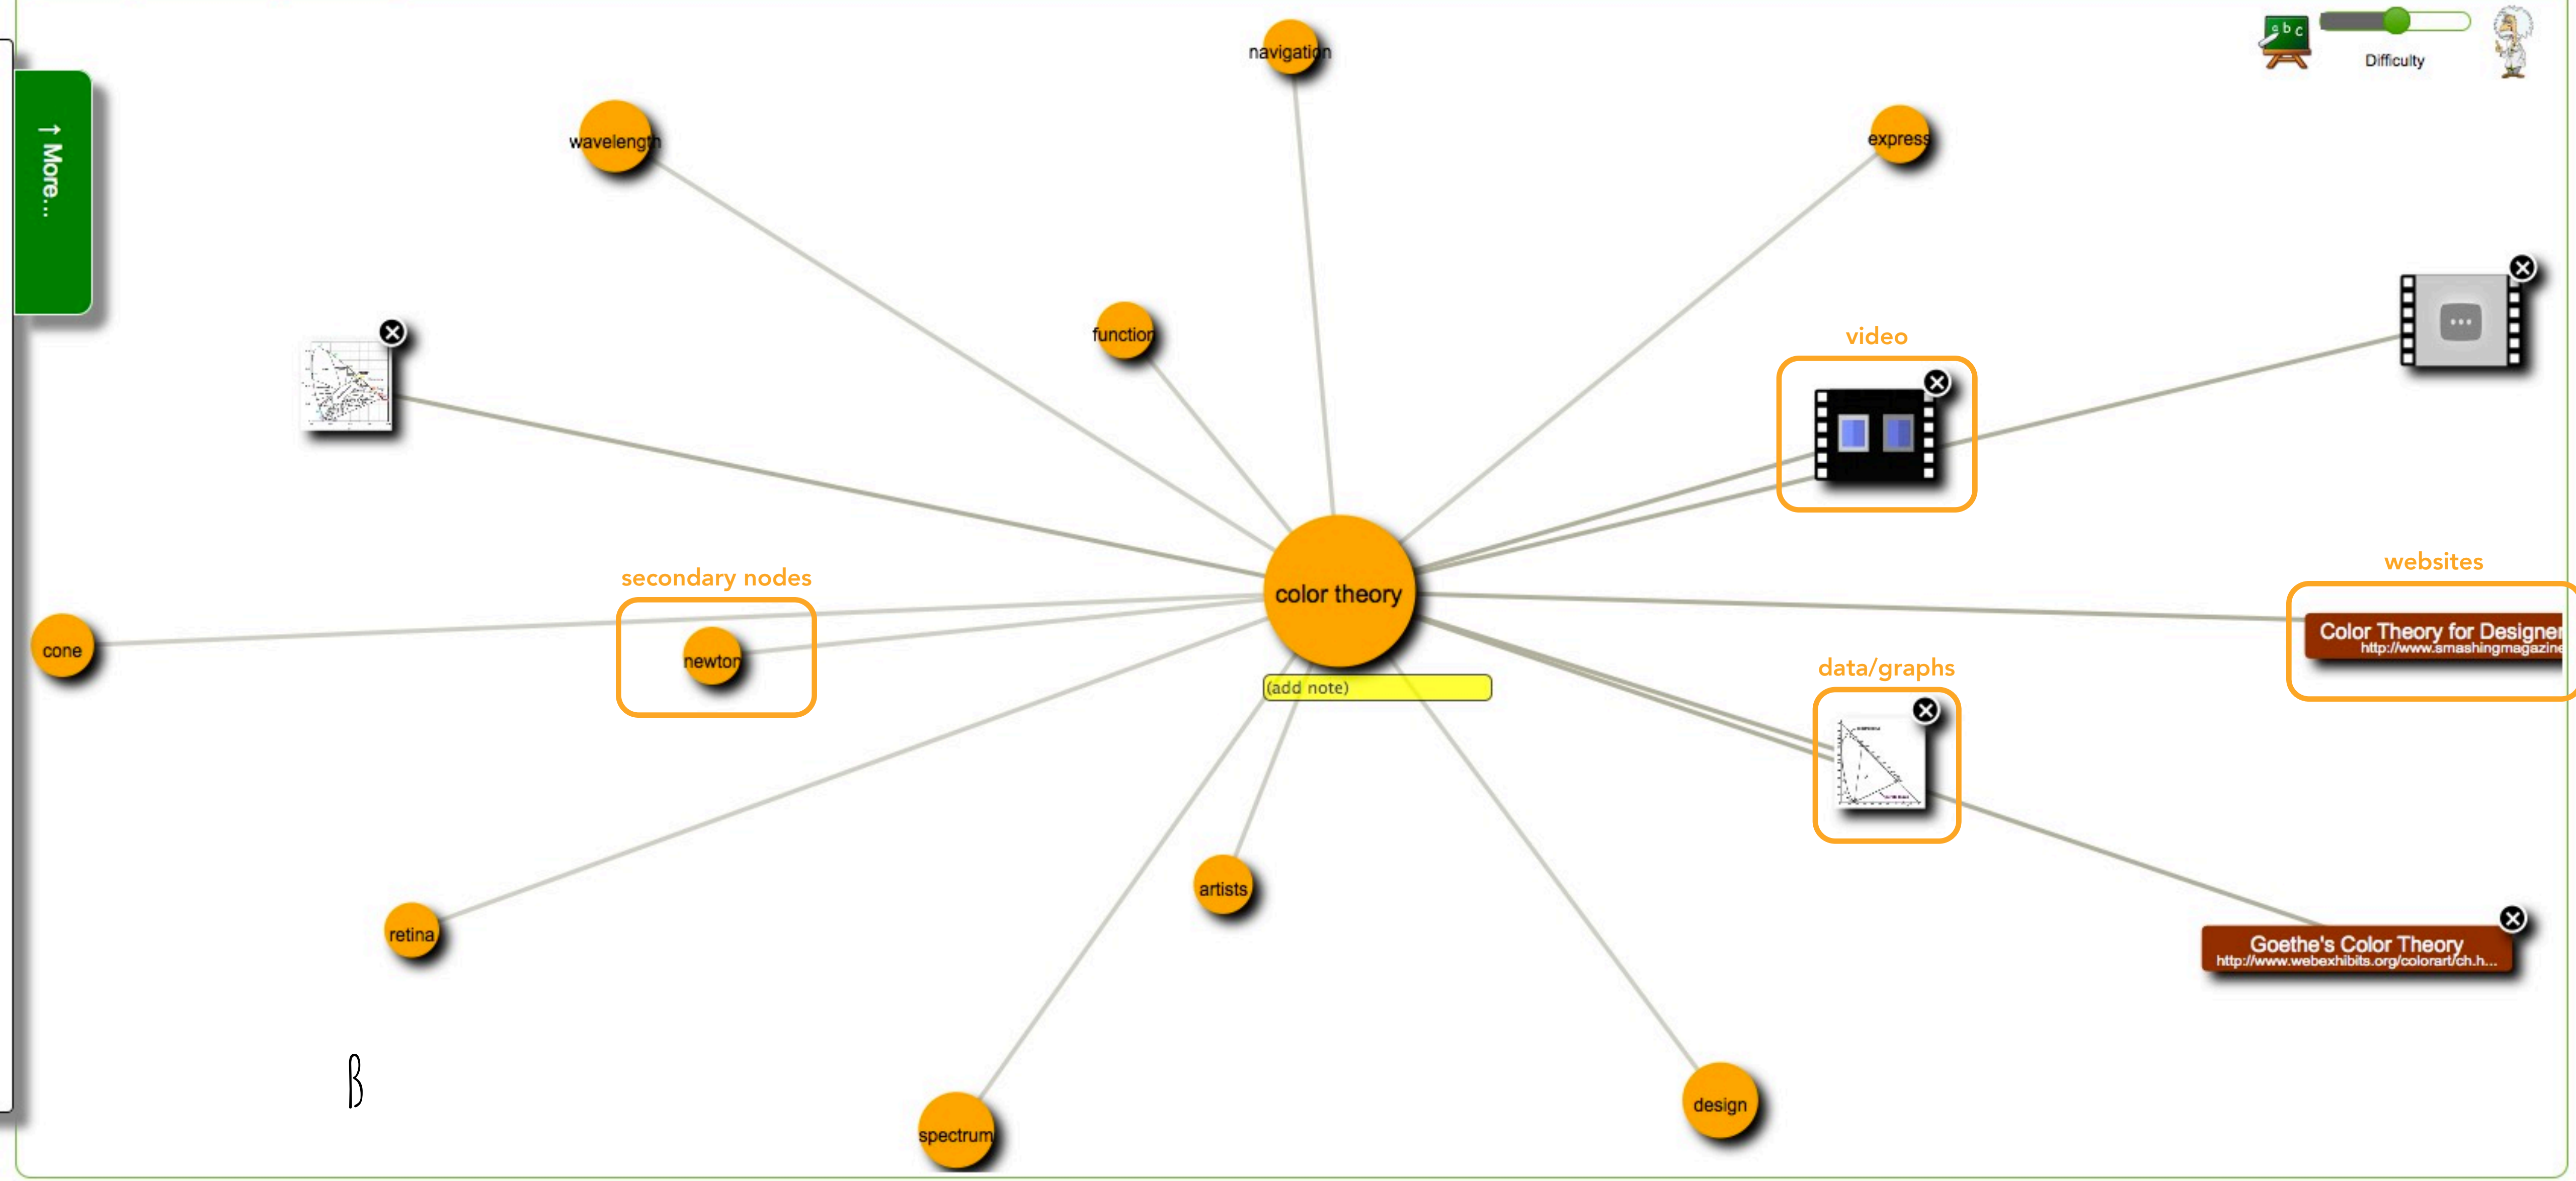 navigation
a b c
Difficulty
wavelength
express
↑ More...
function
video
secondary nodes
color theory
websites
Color Theory for Designer
http://www.smashingmagazine
cone
newton
data/graphs
(add note)
artists
retina
Goethe's Color Theory
http://www.webexhibits.org/colorart/ch.h...
β
design
spectrum